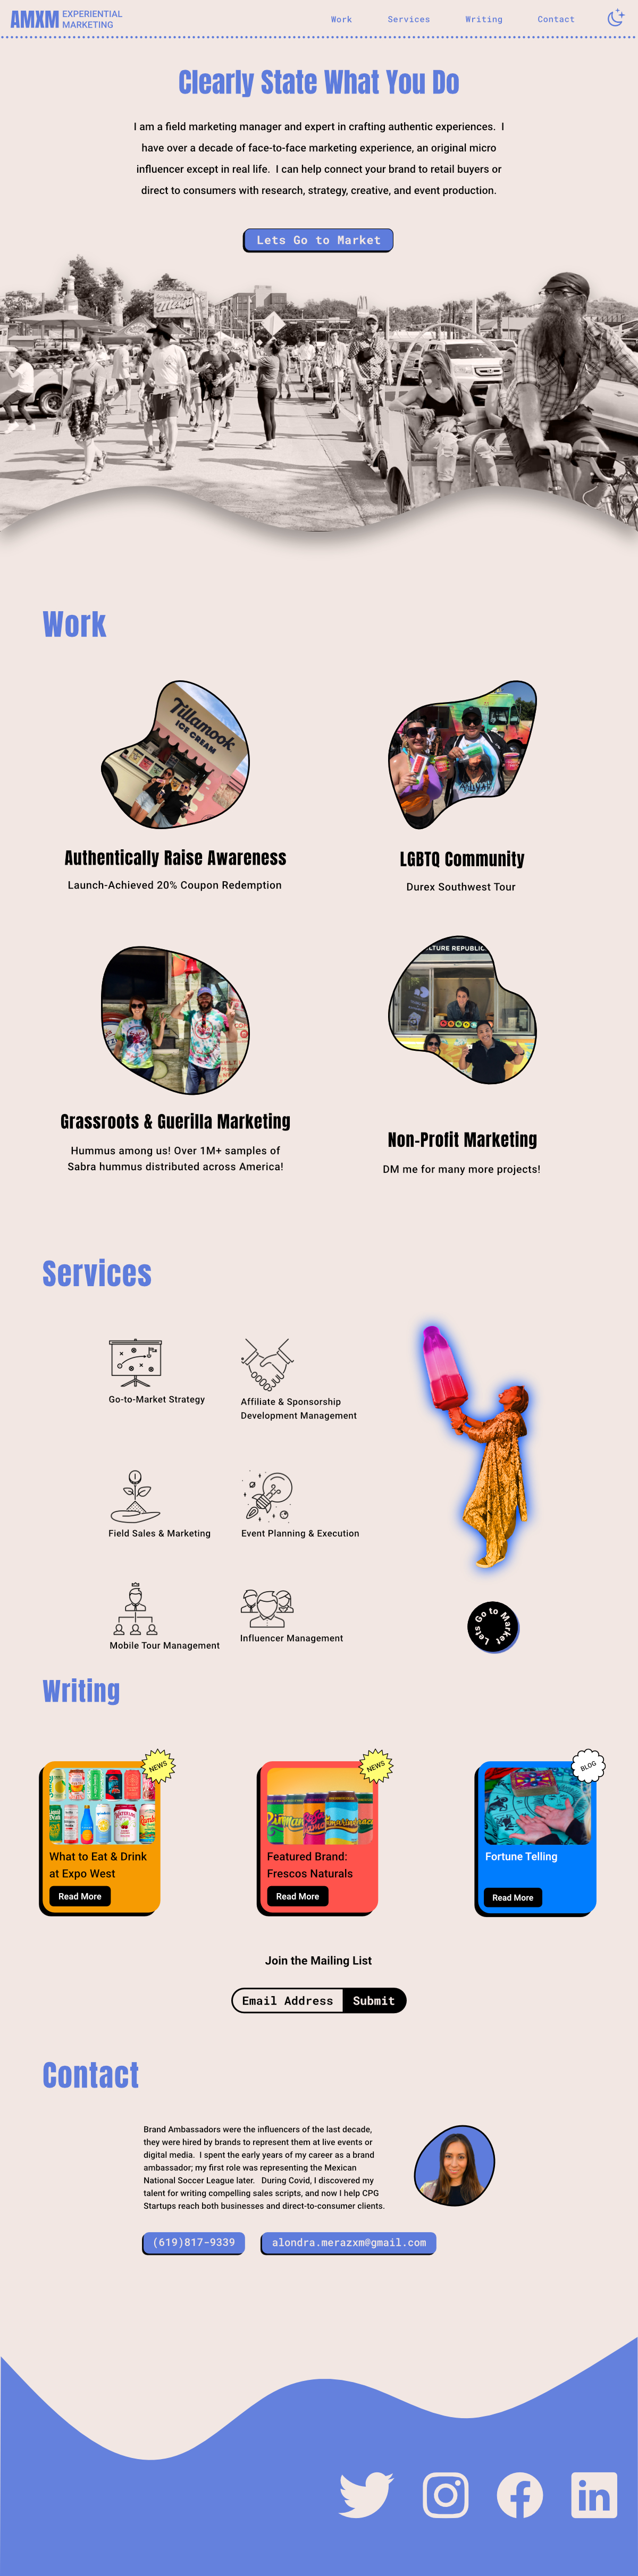 AMXM EXPERIENTIAL
MARKETING
Work Services Writing Contact
Clearly State What You Do
I am a field marketing manager and expert in crafting authentic experiences. I
have over a decade of face-to-face marketing experience, an original micro
influencer except in real life. I can help connect your brand to retail buyers or
direct to consumers with research, strategy, creative, and event production.
Lets Go to Market
Work
Tillamook
ICE CREAM
Authentically Raise Awareness
Launch-Achieved 20% Coupon Redemption
LGBTQ Community
Durex Southwest Tour
Grassroots & Guerilla Marketing
Hummus among us! Over 1M+ samples of
Sabra hummus distributed across America!
LTURE REPUBLIC
Non-Profit Marketing
DM me for many more projects!
Services
Go-to-Market Strategy
Affiliate & Sponsorship
Development Management
Field Sales & Marketing
Event Planning & Execution
Mobile Tour Management
Influencer Management
Lets Go to Market
Writing
NEWS
What to Eat & Drink
at Expo West
Read More
NEWS
Featured Brand:
Frescos Naturals
Read More
BLOG
Fortune Telling
Read More
Join the Mailing List
Email Address Submit
Contact
Brand Ambassadors were the influencers of the last decade,
they were hired by brands to represent them at live events or
digital media. I spent the early years of my career as a brand
ambassador; my first role was representing the Mexican
National Soccer League later. During Covid, I discovered my
talent for writing compelling sales scripts, and now I help CPG
Startups reach both businesses and direct-to-consumer clients.
(619)817-9339 alondra.merazxm@gmail.com
in